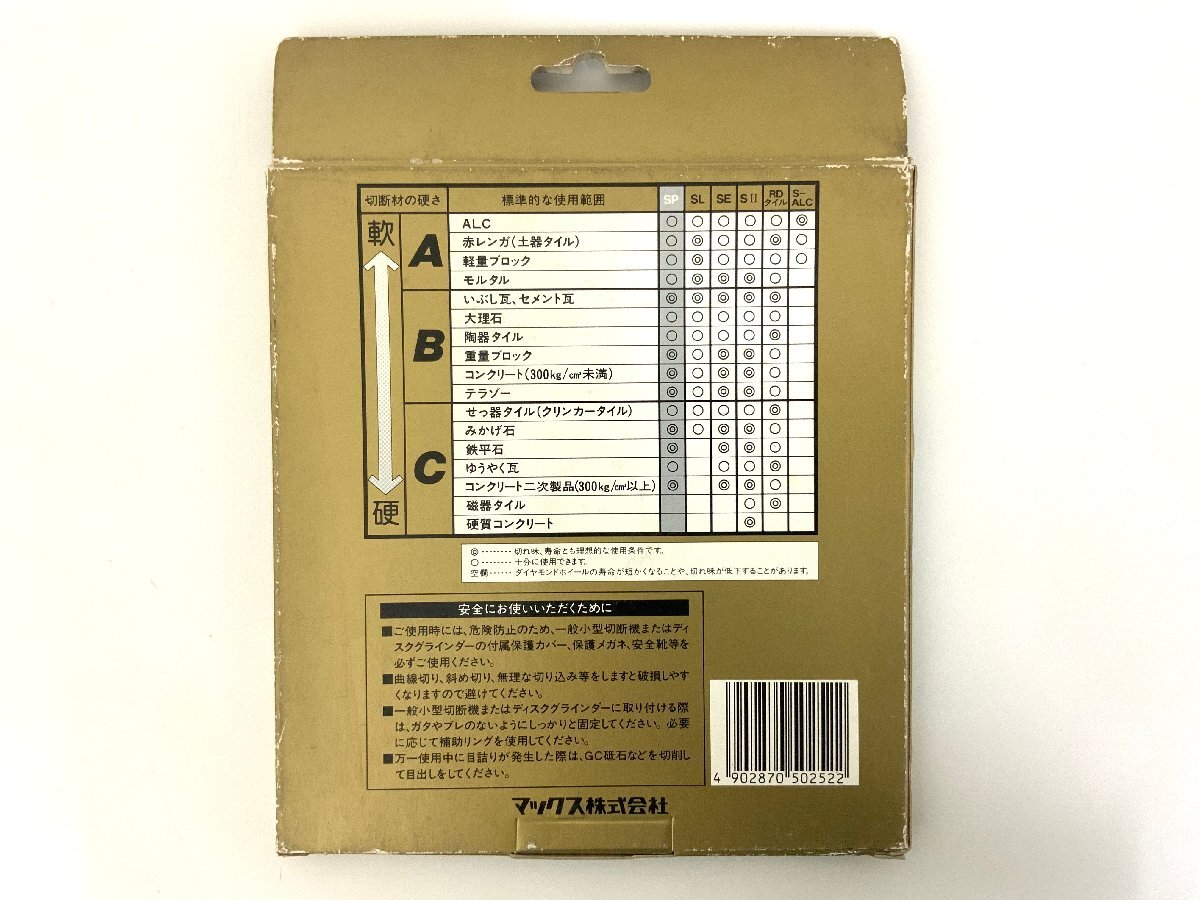 切断材の硬さ 標準的な使用範囲 SP SL SE SII RDタイル S-ALC
軟 A ALC ○ ○ ○ ○ ○ ◎
赤レンガ(土器タイル) ○ ◎ ○ ○ ◎ ○
軽量ブロック ○ ◎ ○ ○ ○ ○
モルタル ○ ◎ ◎ ◎ ○
B いぶし瓦、セメント瓦 ◎ ◎ ◎ ◎ ◎
大理石 ○ ○ ○ ○ ○
陶器タイル ○ ○ ○ ○ ◎
重量ブロック ◎ ○ ◎ ◎ ○
コンクリート(300kg/c㎡未満) ◎ ○ ◎ ◎ ○
テラゾー ◎ ○ ◎ ◎ ○
C せっ器タイル(クリンカータイル) ○ ○ ○ ○ ◎
みかげ石 ◎ ○ ◎ ◎ ○
鉄平石 ◎ ◎ ◎ ○
ゆうやく瓦 ○ ○ ○ ◎
コンクリート二次製品(300kg/c㎡以上) ◎ ◎ ◎ ○
硬 磁器タイル ○ ◎
硬質コンクリート ◎
◎--------切れ味、寿命とも理想的な使用条件です。
○--------十分に使用できます。
空欄------ダイヤモンドホイールの寿命が短かくなることや、切れ味が低下することがあります。
安全にお使いいただくために
■ご使用時には、危険防止のため、一般小型切断機またはディ
スクグラインダーの付属保護カバー、保護メガネ、安全靴等を
必ずご使用ください。
■曲線切り、斜め切り、無理な切り込み等をしますと破損しやす
くなりますので避けてください。
■一般小型切断機またはディスクグラインダーに取り付ける際
は、ガタやブレのないようにしっかりと固定してください。必要
に応じて補助リングを使用してください。
■万一使用中に目詰りが発生した際は、GC砥石などを切削し
て目出しをしてください。
4 902870 502522
マックス株式会社